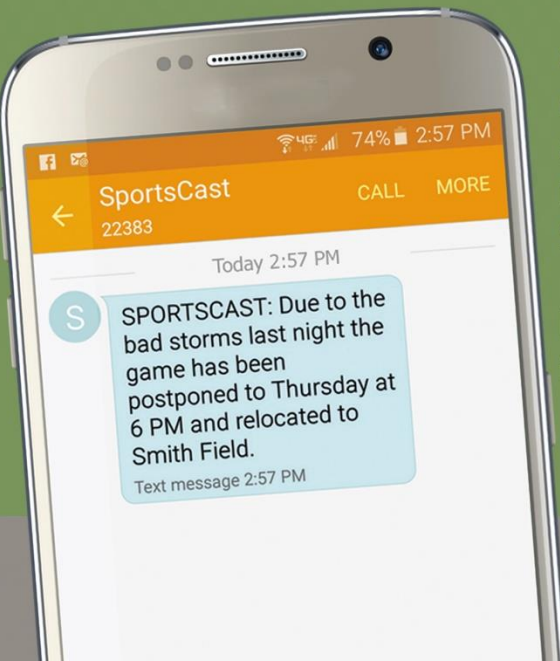 4G 74% 2:57 PM
SportsCast CALL MORE
22383
Today 2:57 PM
S
SPORTSCAST: Due to the
bad storms last night the
game has been
postponed to Thursday at
6 PM and relocated to
Smith Field.
Text message 2:57 PM